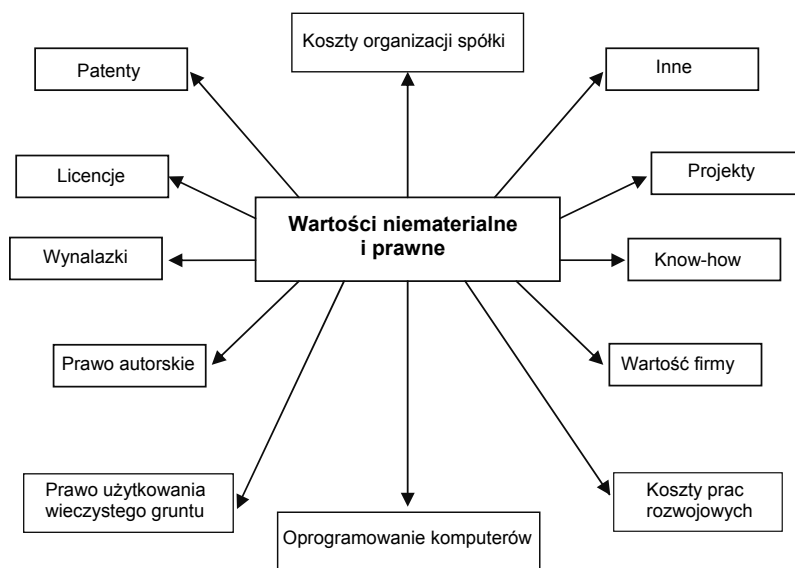 Koszty organizacji spółki
Patenty
Inne
Licencje
Projekty
Wartości niematerialne
i prawne
Wynalazki
Know-how
Prawo autorskie
Wartość firmy
Prawo użytkowania
wieczystego gruntu
Koszty prac
rozwojowych
Oprogramowanie komputerów